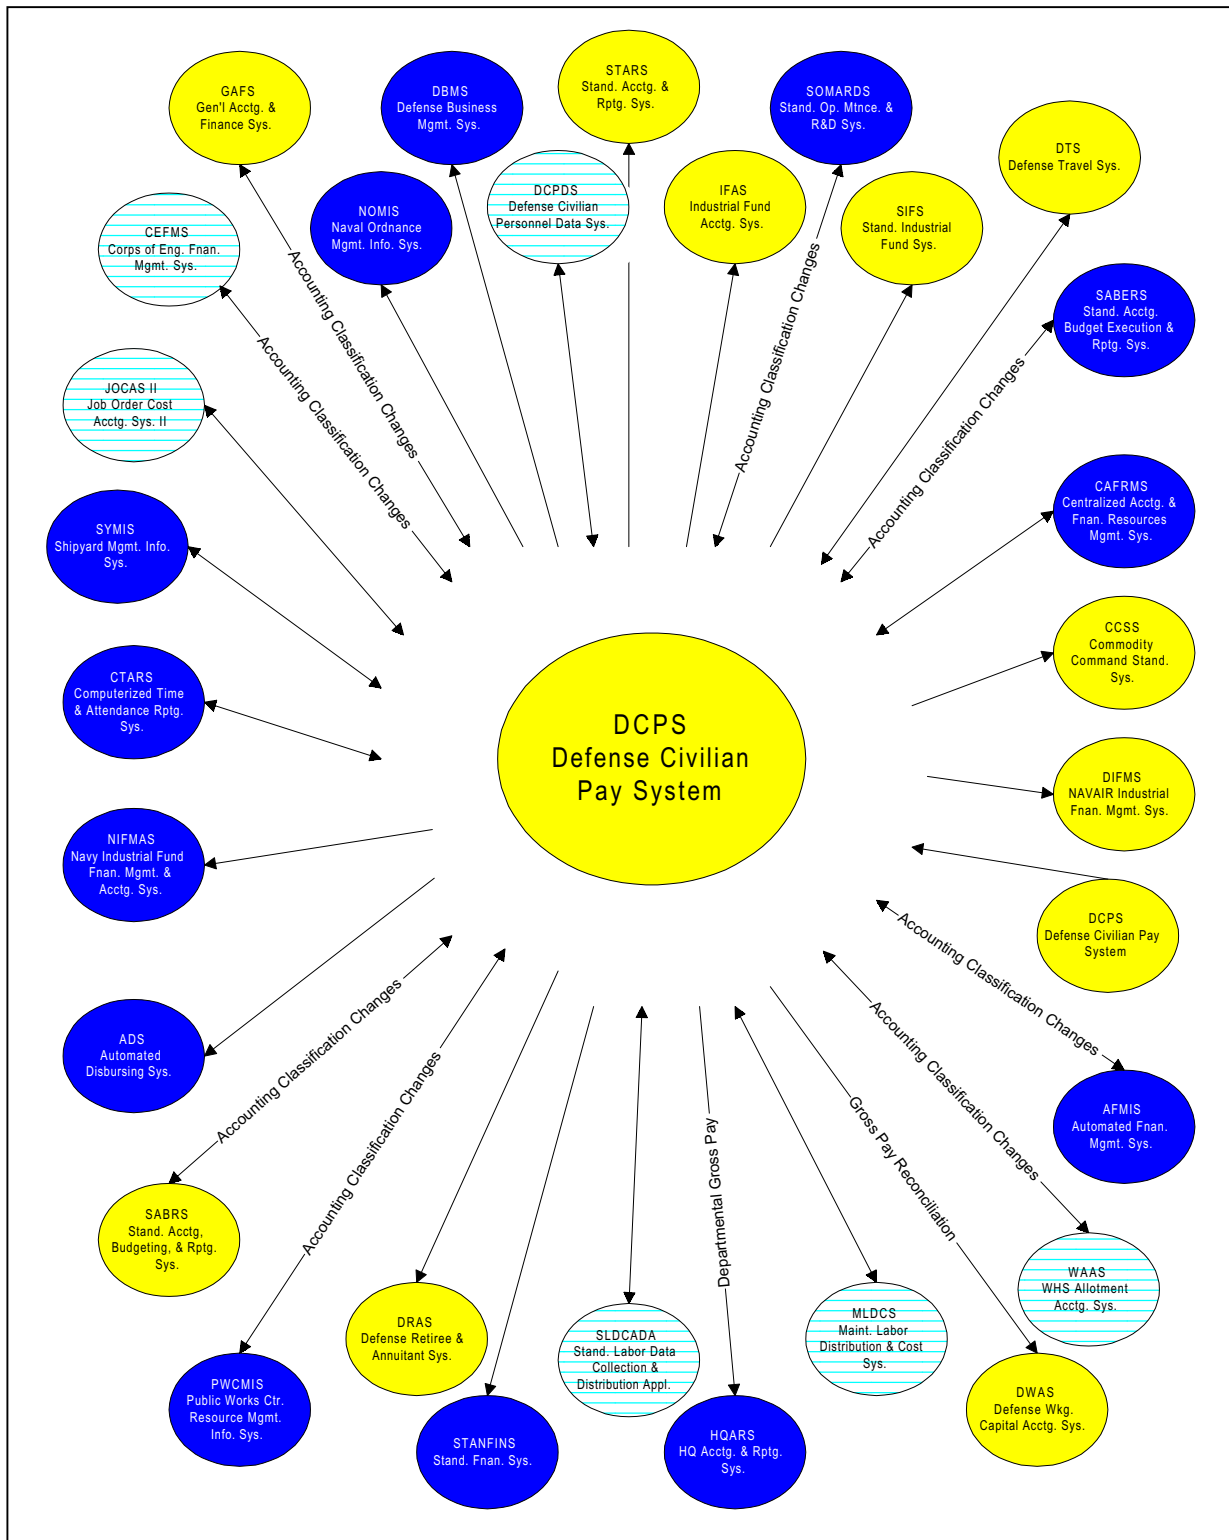 GAFS
Gen'l Acctg. &
Finance Sys.
DBMS
Defense Business
Mgmt. Sys.
STARS
Stand. Acctg. &
Rptg. Sys.
SOMARDS
Stand. Op. Mtnce. &
R&D Sys.
DTS
Defense Travel Sys.
CEFMS
Corps of Eng. Fnan.
Mgmt. Sys.
NOMIS
Naval Ordnance
Mgmt. Info. Sys.
DCPDS
Defense Civilian
Personnel Data Sys.
IFAS
Industrial Fund
Acctg. Sys.
SIFS
Stand. Industrial
Fund Sys.
SABERS
Stand. Acctg.
Budget Execution &
Rptg. Sys.
Accounting Classification Changes
Accounting Classification Changes
Accounting Classification Changes
Accounting Classification Changes
JOCAS II
Job Order Cost
Acctg. Sys. II
CAFRMS
Centralized Acctg. &
Fnan. Resources
Mgmt. Sys.
SYMIS
Shipyard Mgmt. Info.
Sys.
CCSS
Commodity
Command Stand.
Sys.
CTARS
Computerized Time
& Attendance Rptg.
Sys.
DCPS
Defense Civilian
Pay System
DIFMS
NAVAIR Industrial
Fnan. Mgmt. Sys.
NIFMAS
Navy Industrial Fund
Fnan. Mgmt. &
Acctg. Sys.
DCPS
Defense Civilian Pay
System
ADS
Automated
Disbursing Sys.
Accounting Classification Changes
Accounting Classification Changes
Departmental Gross Pay
Gross Pay Reconciliation
Accounting Classification Changes
Accounting Classification Changes
AFMIS
Automated Fnan.
Mgmt. Sys.
SABRS
Stand. Acctg,
Budgeting, & Rptg.
Sys.
WAAS
WHS Allotment
Acctg. Sys.
DRAS
Defense Retiree &
Annuitant Sys.
SLDCADA
Stand. Labor Data
Collection &
Distribution Appl.
MLDCS
Maint. Labor
Distribution & Cost
Sys.
PWCMIS
Public Works Ctr.
Resource Mgmt.
Info. Sys.
STANFINS
Stand. Fnan. Sys.
HQARS
HQ Acctg. & Rptg.
Sys.
DWAS
Defense Wkg.
Capital Acctg. Sys.